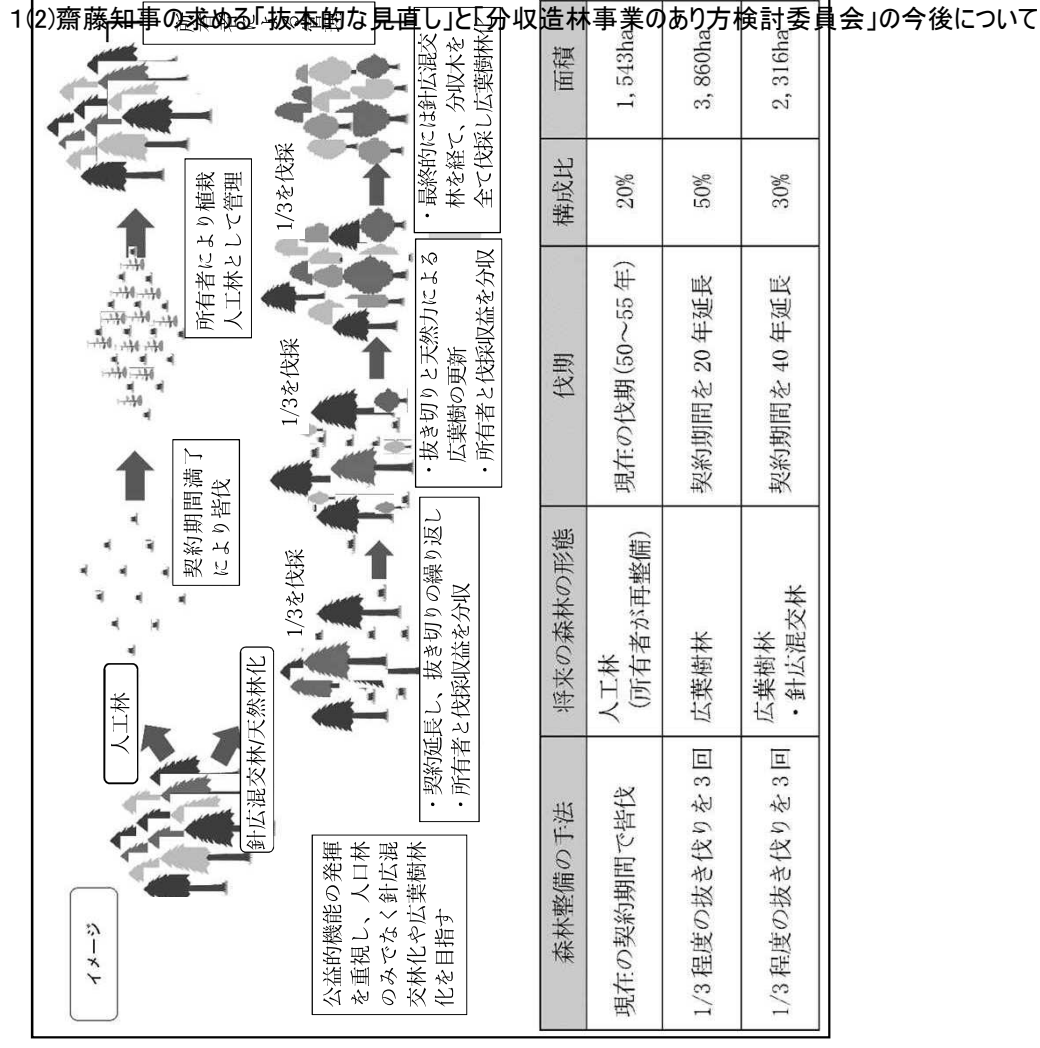 1(2)齋藤知事の求める「抜本的な見直し」と「分収造林事業のあり方検討委員会」の今後について
イメージ
公益的機能の発揮
を重視し、人口林
のみでなく針広混
交林化や広葉樹林
化を目指す
人工林
針広混交林/天然林化
契約期間満了
により皆伐
所有者により植栽
人工林として管理
1/3を伐採
1/3を伐採
1/3を伐採
・契約延長し、抜き切りの繰り返し
・所有者と伐採収益を分収
・抜き切りと天然力による
広葉樹の更新
・所有者と伐採収益を分収
・最終的には針広混交
林を経て、分収木を
全て伐採し広葉樹林に
森林整備の手法 将来の森林の形態 伐期 構成比 面積
現在の契約期間で皆伐 人工林 (所有者が再整備) 現在の伐期(50～55 年) 20% 1,543ha
1/3 程度の抜き伐りを 3 回 広葉樹林 契約期間を 20 年延長 50% 3,860ha
1/3 程度の抜き伐りを 3 回 広葉樹林 ・針広混交林 契約期間を 40 年延長 30% 2,316ha